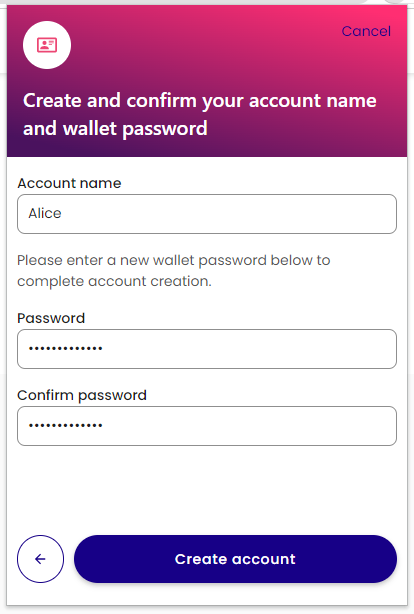 Cancel
Create and confirm your account name
and wallet password
Account name
Alice
Please enter a new wallet password below to
complete account creation.
Password
•••••••••••••
Confirm password
•••••••••••••
Create account